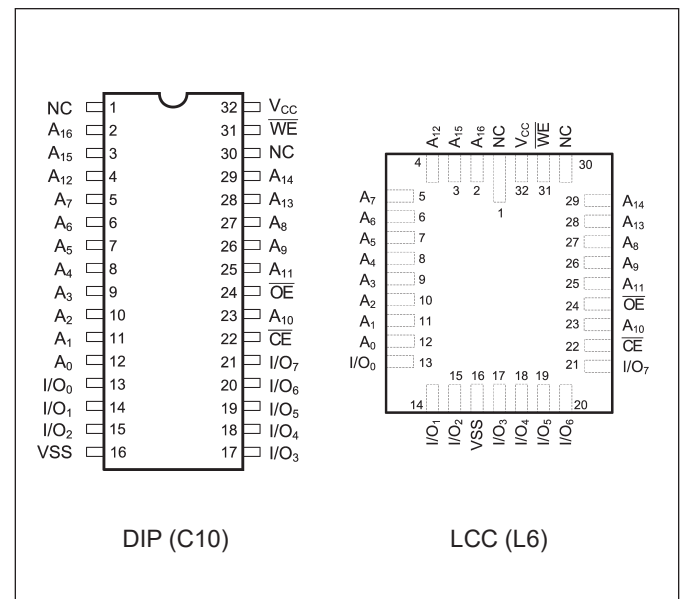 NC 1 32 VCC
A16 2 31 WE
A15 3 30 NC
A12 4 29 A14
A7 5 28 A13
A6 6 27 A8
A5 7 26 A9
A4 8 25 A11
A3 9 24 OE
A2 10 23 A10
A1 11 22 CE
A0 12 21 I/O7
I/O0 13 20 I/O6
I/O1 14 19 I/O5
I/O2 15 18 I/O4
VSS 16 17 I/O3
DIP (C10)
A12 A15 A16 NC VCC WE NC
4 3 2 1 32 31 30
A7 5 29 A14
A6 6 28 A13
A5 7 27 A8
A4 8 26 A9
A3 9 25 A11
A2 10 24 OE
A1 11 23 A10
A0 12 22 CE
I/O0 13 21 I/O7
14 15 16 17 18 19 20
I/O1 I/O2 VSS I/O3 I/O4 I/O5 I/O6
LCC (L6)